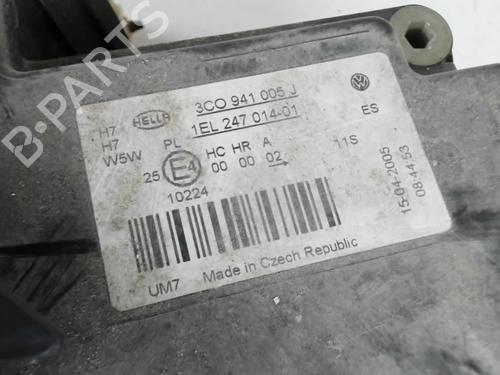 B-PARTS
HELLA
3CO 941 005 J
1EL 247 014-01
H7
H7
W5W
PL
HC HR A
ES
25 E4 00 00 02
11S
10224
15-04-2005
08:44:53
UM7 Made in Czech Republic